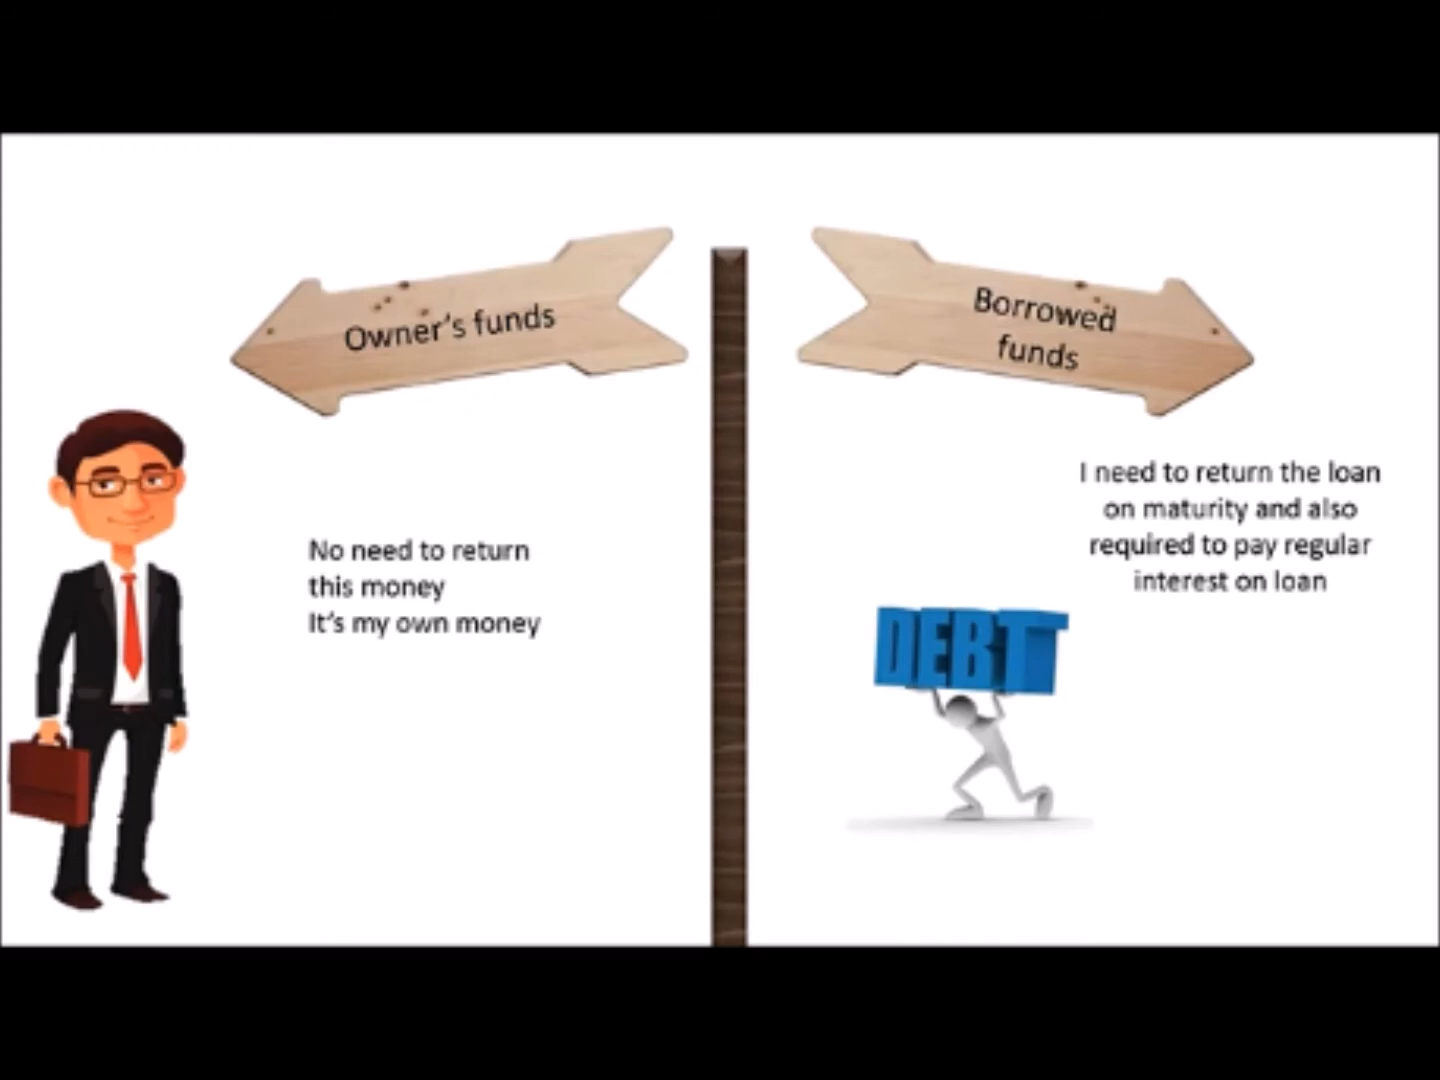 Owner's funds
No need to return
this money
It's my own money
Borrowed
funds
I need to return the loan
on maturity and also
required to pay regular
interest on loan
DEBT